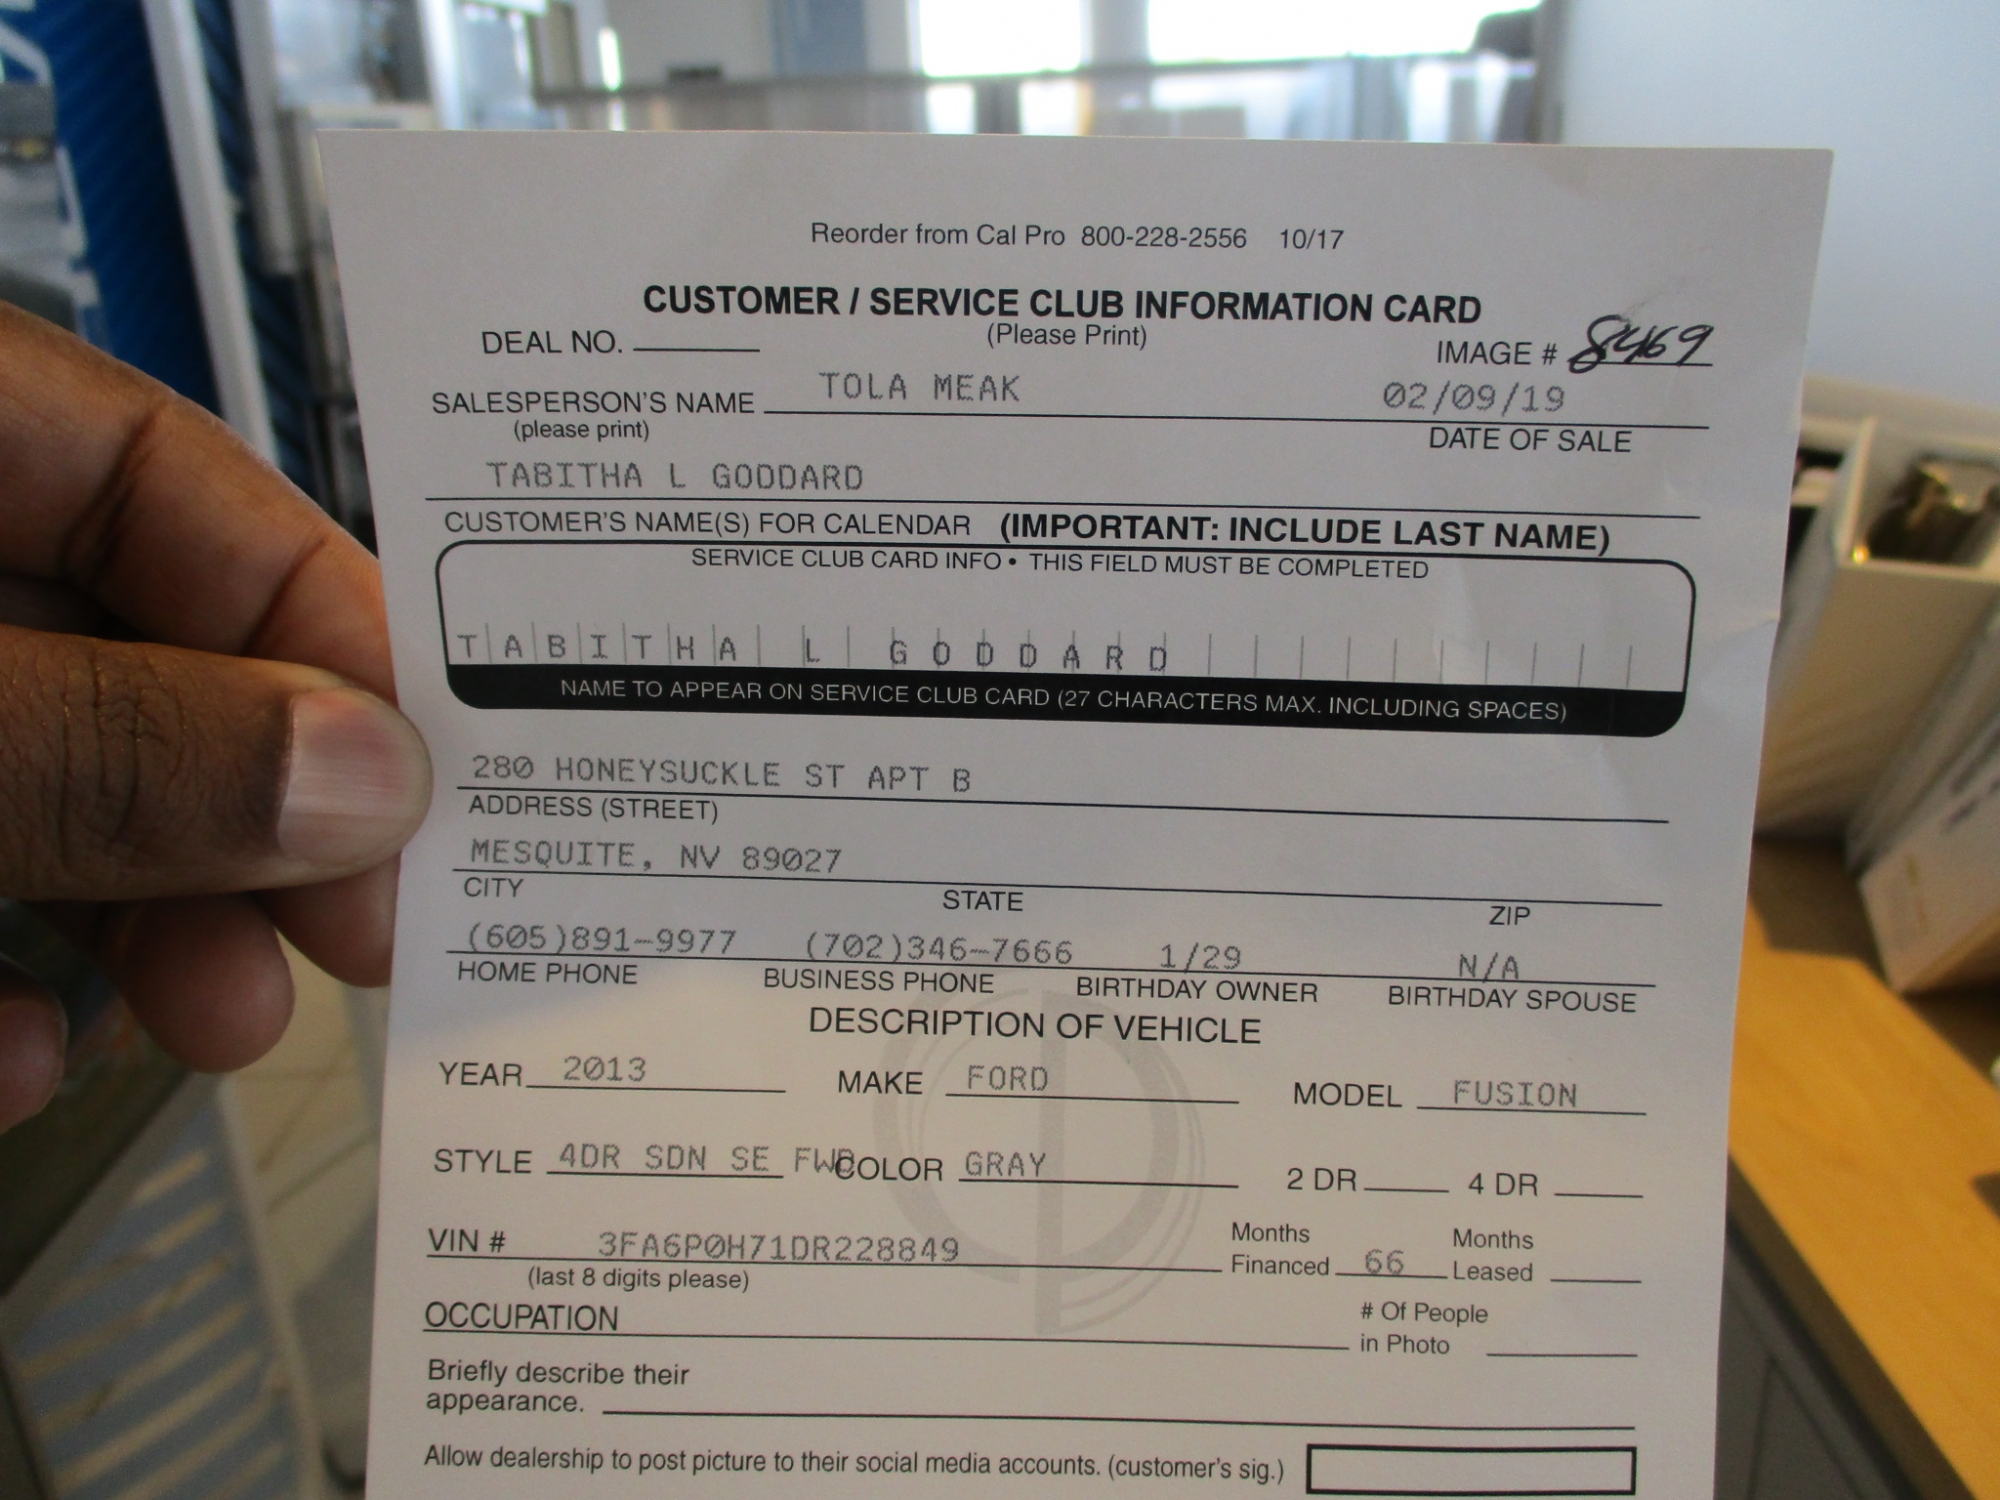 Reorder from Cal Pro 800-228-2556 10/17
CUSTOMER / SERVICE CLUB INFORMATION CARD
(Please Print)
DEAL NO.
IMAGE # 8469
SALESPERSON'S NAME TOLA MEAK 02/09/19
(please print) DATE OF SALE
TABITHA L GODDARD
CUSTOMER'S NAME(S) FOR CALENDAR (IMPORTANT: INCLUDE LAST NAME)
SERVICE CLUB CARD INFO • THIS FIELD MUST BE COMPLETED
TABITHA L GODDARD
NAME TO APPEAR ON SERVICE CLUB CARD (27 CHARACTERS MAX. INCLUDING SPACES)
280 HONEYSUCKLE ST APT B
ADDRESS (STREET)
MESQUITE, NV 89027
CITY STATE ZIP
(605)891-9977 (702)346-7666 1/29 N/A
HOME PHONE BUSINESS PHONE BIRTHDAY OWNER BIRTHDAY SPOUSE
DESCRIPTION OF VEHICLE
YEAR 2013 MAKE FORD MODEL FUSION
STYLE 4DR SDN SE FWD COLOR GRAY 2 DR 4 DR
VIN # 3FA6P0H71DR228849 Months Financed 66 Months Leased
(last 8 digits please)
OCCUPATION # Of People in Photo
Briefly describe their
appearance.
Allow dealership to post picture to their social media accounts. (customer's sig.)